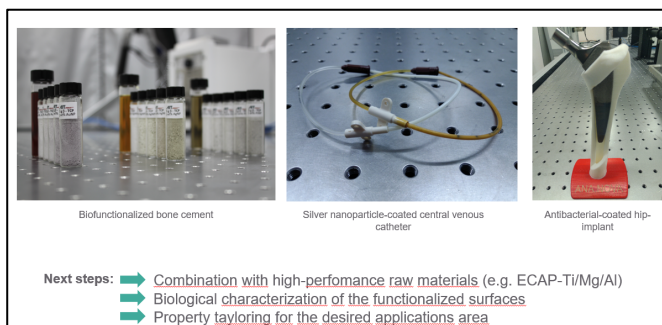 Biofunctionalized bone cement
Silver nanoparticle-coated central venous
catheter
Antibacterial-coated hip-
implant
Next steps:
Combination with high-perfomance raw materials (e.g. ECAP-Ti/Mg/Al)
Biological characterization of the functionalized surfaces
Property tayloring for the desired applications area